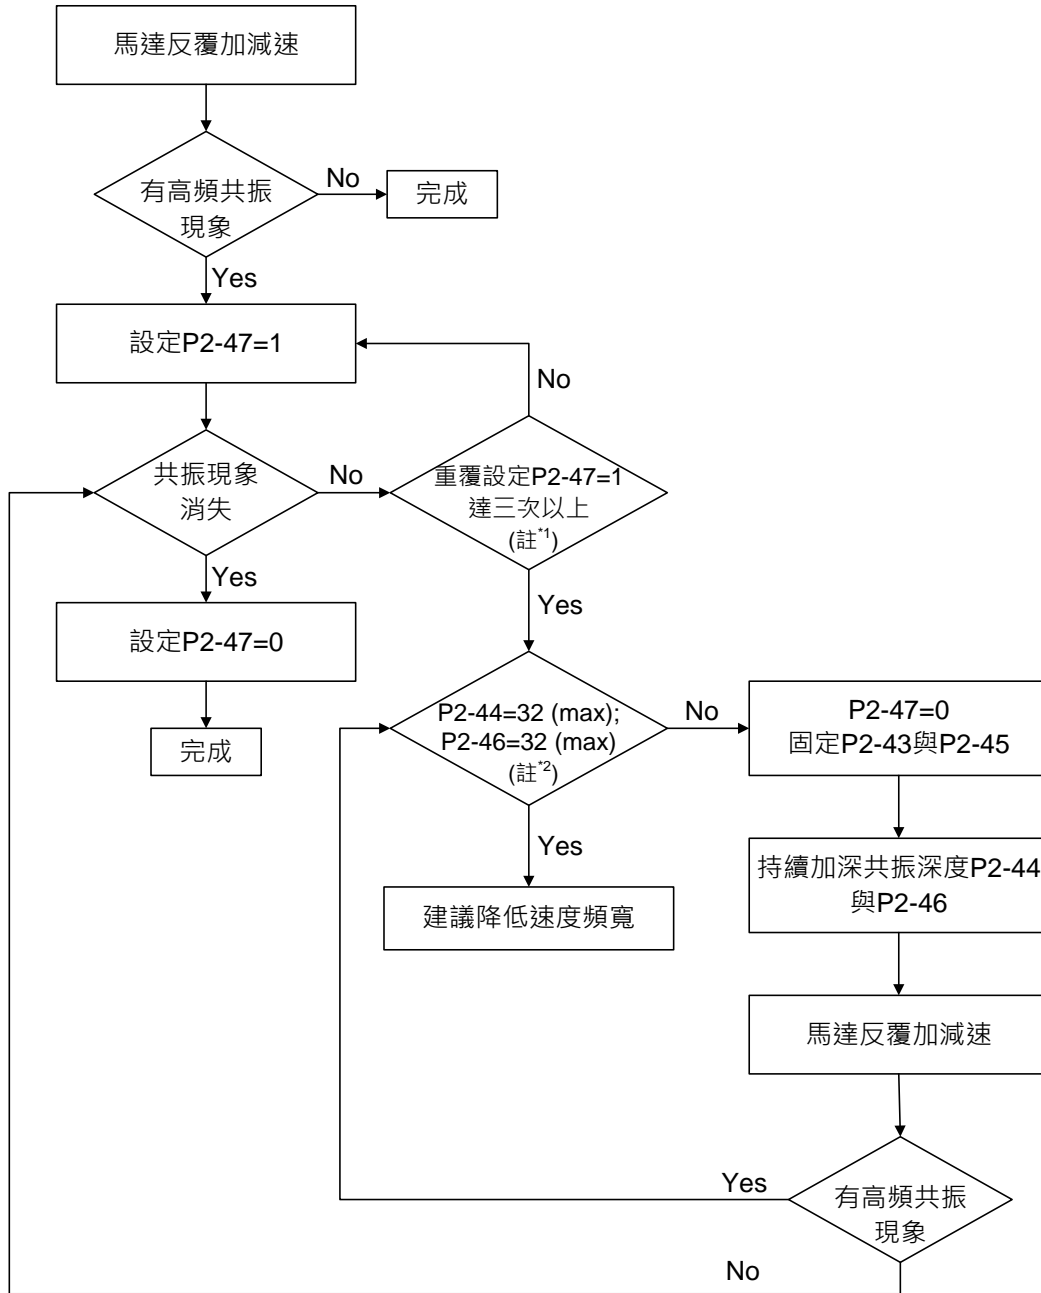 馬達反覆加減速
有高頻共振
現象
No
完成
Yes
設定P2-47=1
No
共振現象
消失
No
重覆設定P2-47=1
達三次以上
(註*1)
Yes
Yes
設定P2-47=0
完成
P2-44=32 (max);
P2-46=32 (max)
(註*2)
No
P2-47=0
固定P2-43與P2-45
Yes
建議降低速度頻寬
持續加深共振深度P2-44
與P2-46
馬達反覆加減速
Yes
有高頻共振
現象
No